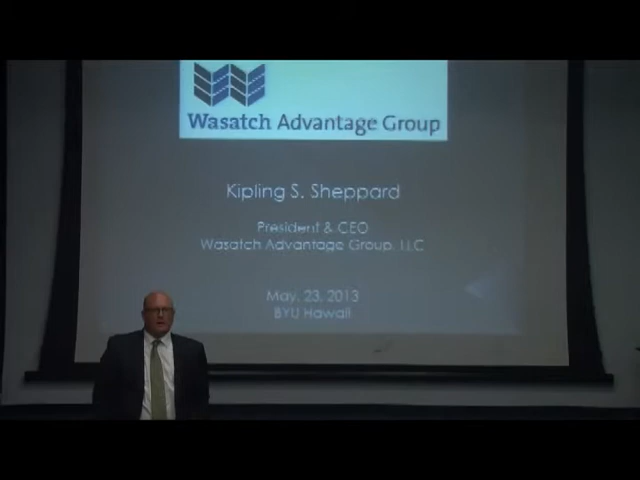 Wasatch Advantage Group
Kipling S. Sheppard
President & CEO
Wasatch Advantage Group, LLC
May, 23, 2013
BYU Hawaii